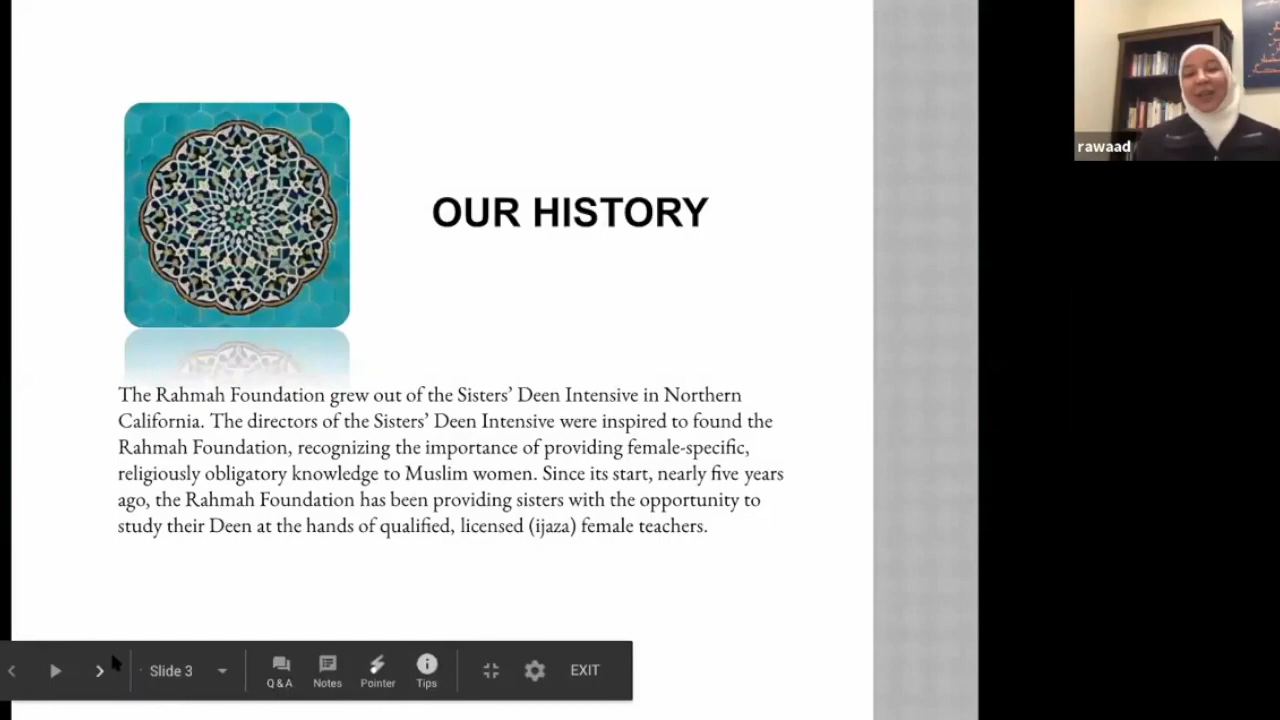 OUR HISTORY
rawaad
The Rahmah Foundation grew out of the Sisters’ Deen Intensive in Northern
California. The directors of the Sisters’ Deen Intensive were inspired to found the
Rahmah Foundation, recognizing the importance of providing female-specific,
religiously obligatory knowledge to Muslim women. Since its start, nearly five years
ago, the Rahmah Foundation has been providing sisters with the opportunity to
study their Deen at the hands of qualified, licensed (ijaza) female teachers.
Slide 3
Q & A
Notes
Pointer
Tips
EXIT